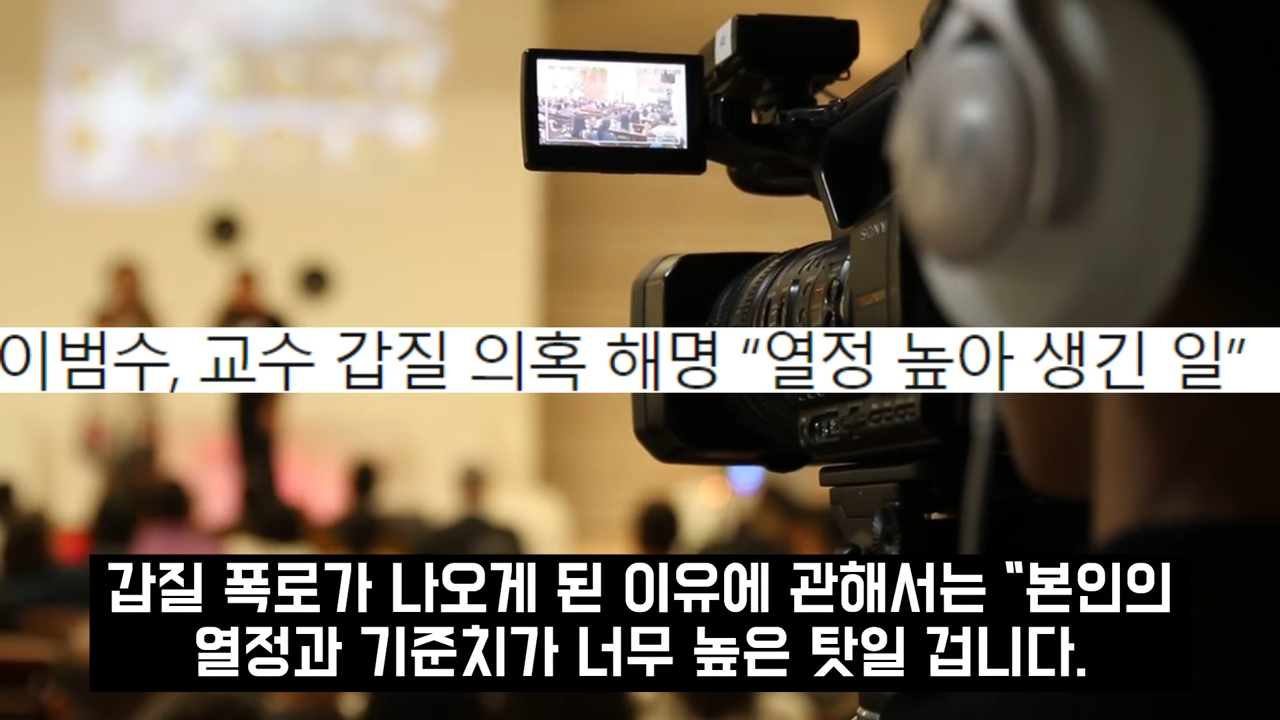 SONY
이범수, 교수 갑질 의혹 해명 “열정 높아 생긴 일”
갑질 폭로가 나오게 된 이유에 관해서는 “본인의
열정과 기준치가 너무 높은 탓일 겁니다.